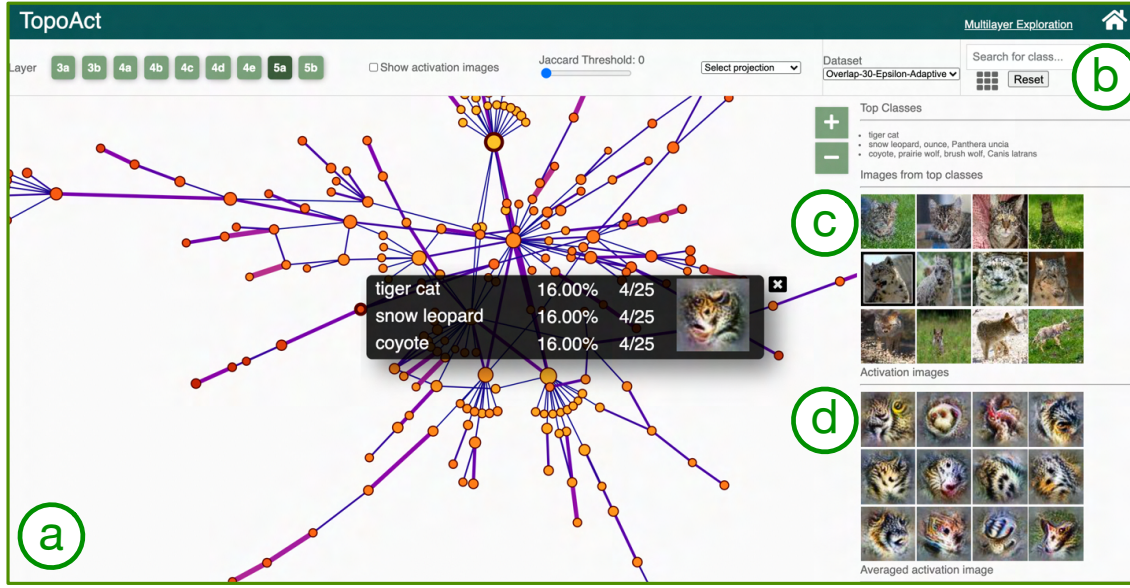 TopoAct
Multilayer Exploration
Layer 3a 3b 4a 4b 4c 4d 4e 5a 5b
Show activation images
Jaccard Threshold: 0
Select projection
Dataset
Overlap-30-Epsilon-Adaptive
Search for class...
Reset
b
Top Classes
tiger cat
snow leopard, ounce, Panthera uncia
coyote, prairie wolf, brush wolf, Canis latrans
Images from top classes
c
tiger cat 16.00% 4/25
snow leopard 16.00% 4/25
coyote 16.00% 4/25
Activation images
d
a
Averaged activation image